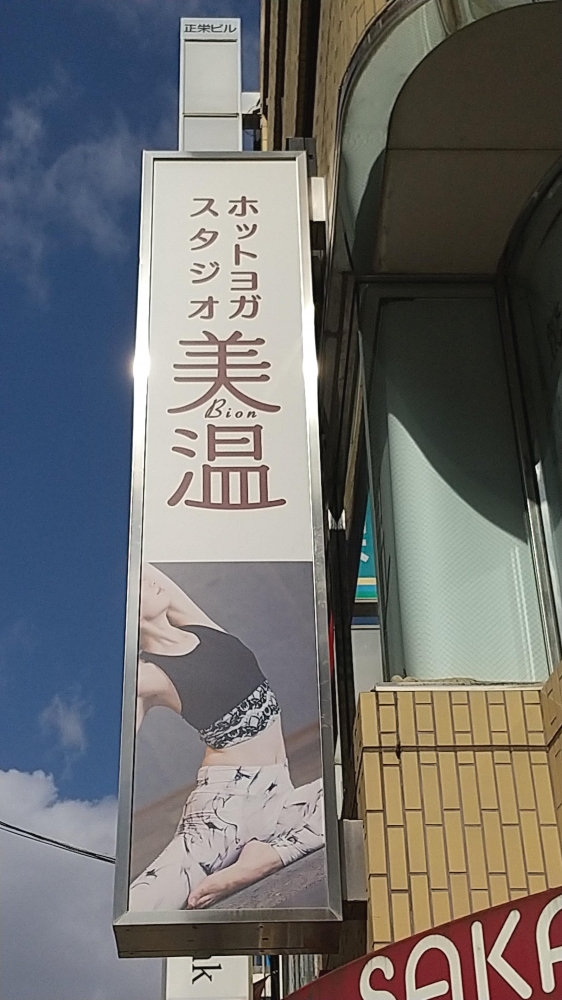 正栄ビル
ホットヨガ
スタジオ
美温
Bion
SAKA